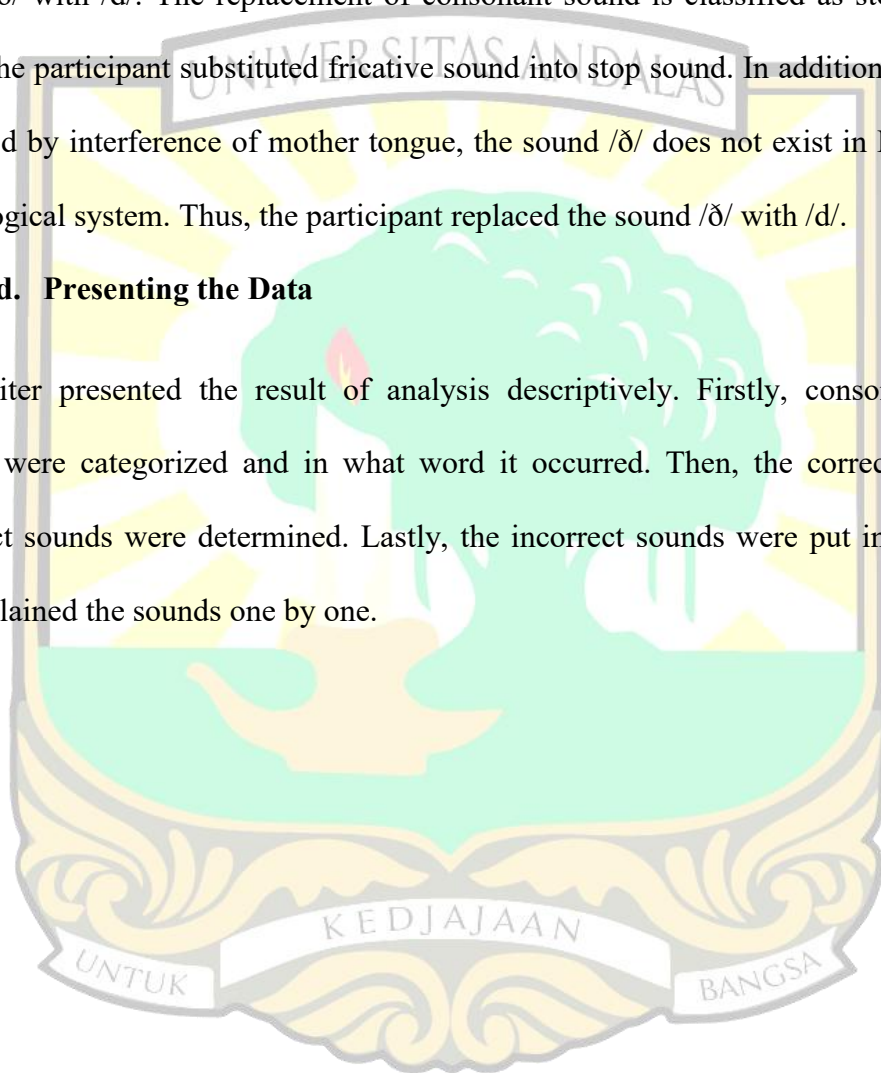 /ð/ with /d/. The replacement of consonant sound is classified as
he participant substituted fricative sound into stop sound. In addition
d by interference of mother tongue, the sound /ð/ does not exist in
ogical system. Thus, the participant replaced the sound /ð/ with /d/.
d. Presenting the Data
iter presented the result of analysis descriptively. Firstly,
were categorized and in what word it occurred. Then, the correc
ct sounds were determined. Lastly, the incorrect sounds were put in
lained the sounds one by one.
UNIVERSITAS ANDALAS
UNTUK KEDJAJAAN BANGSA